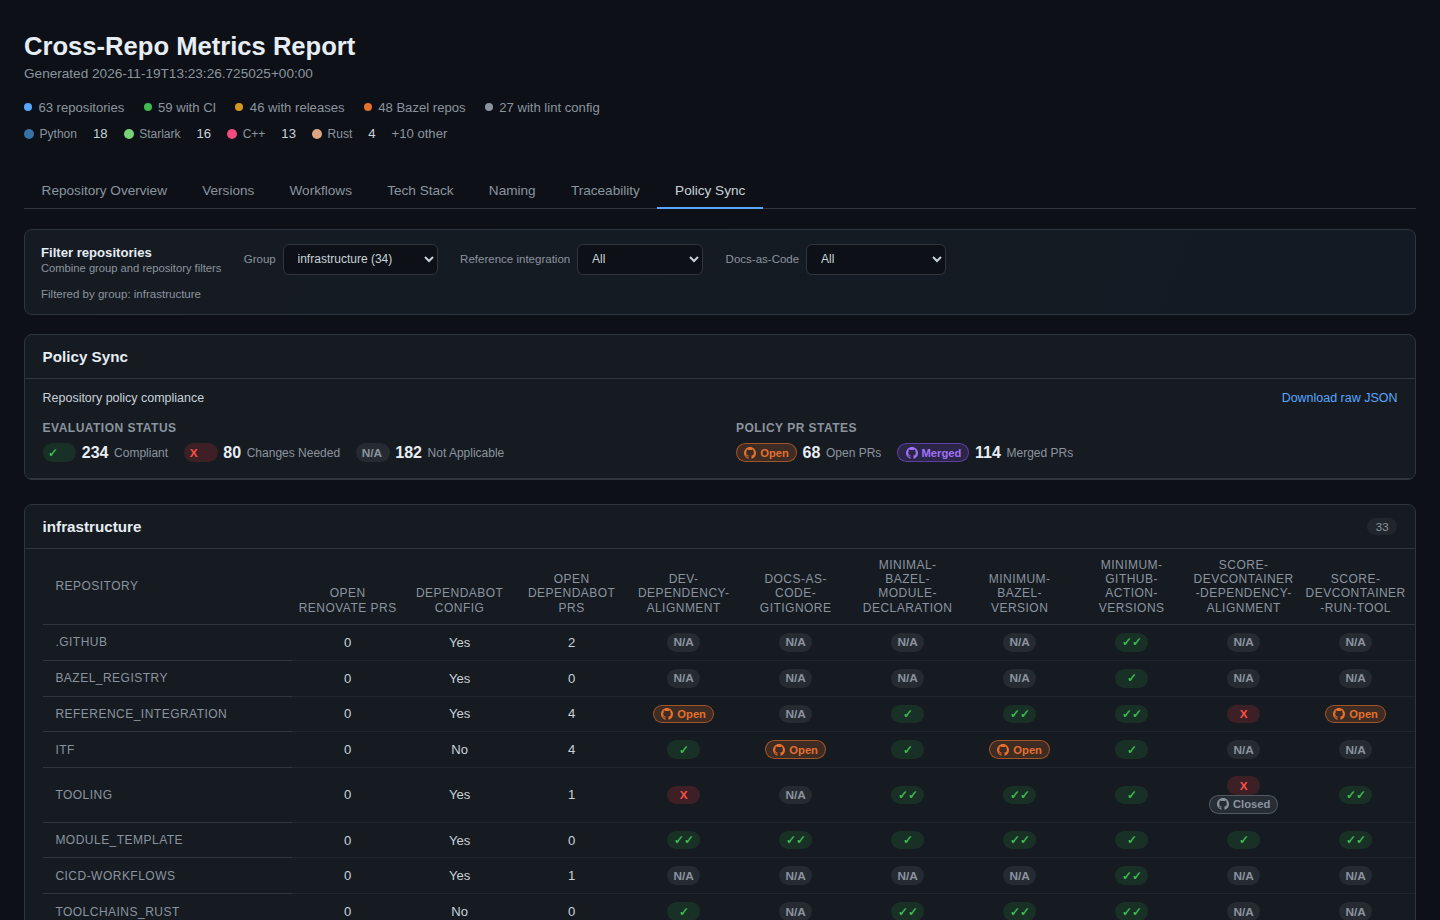 Cross-Repo Metrics Report
Generated 2026-11-19T13:23:26.725025+00:00
63 repositories 59 with CI 46 with releases 48 Bazel repos 27 with lint config
Python 18 Starlark 16 C++ 13 Rust 4 +10 other
Repository Overview Versions Workflows Tech Stack Naming Traceability Policy Sync
Filter repositories
Combine group and repository filters
Group infrastructure (34) Reference integration All Docs-as-Code All
Filtered by group: infrastructure
Policy Sync
Repository policy compliance Download raw JSON
EVALUATION STATUS POLICY PR STATES
✓ 234 Compliant X 80 Changes Needed N/A 182 Not Applicable Open 68 Open PRs Merged 114 Merged PRs
infrastructure 33
REPOSITORY
OPEN
RENOVATE PRS
DEPENDABOT
CONFIG
OPEN
DEPENDABOT
PRS
DEV-
DEPENDENCY-
ALIGNMENT
DOCS-AS-
CODE-
GITIGNORE
MINIMAL-
BAZEL-
MODULE-
DECLARATION
MINIMUM-
BAZEL-
VERSION
MINIMUM-
GITHUB-
ACTION-
VERSIONS
SCORE-
DEVCONTAINER
-DEPENDENCY-
ALIGNMENT
SCORE-
DEVCONTAINER
-RUN-TOOL
.GITHUB 0 Yes 2 N/A N/A N/A N/A ✓✓ N/A N/A
BAZEL_REGISTRY 0 Yes 0 N/A N/A N/A N/A ✓ N/A N/A
REFERENCE_INTEGRATION 0 Yes 4 Open N/A ✓ ✓✓ ✓✓ X Open
ITF 0 No 4 ✓ Open ✓ Open ✓ N/A N/A
TOOLING 0 Yes 1 X N/A ✓✓ ✓✓ ✓ X Closed ✓✓
MODULE_TEMPLATE 0 Yes 0 ✓✓ ✓✓ ✓ ✓✓ ✓ ✓ ✓✓
CICD-WORKFLOWS 0 Yes 1 N/A N/A N/A N/A ✓✓ N/A N/A
TOOLCHAINS_RUST 0 No 0 ✓ N/A ✓✓ ✓✓ ✓✓ N/A N/A